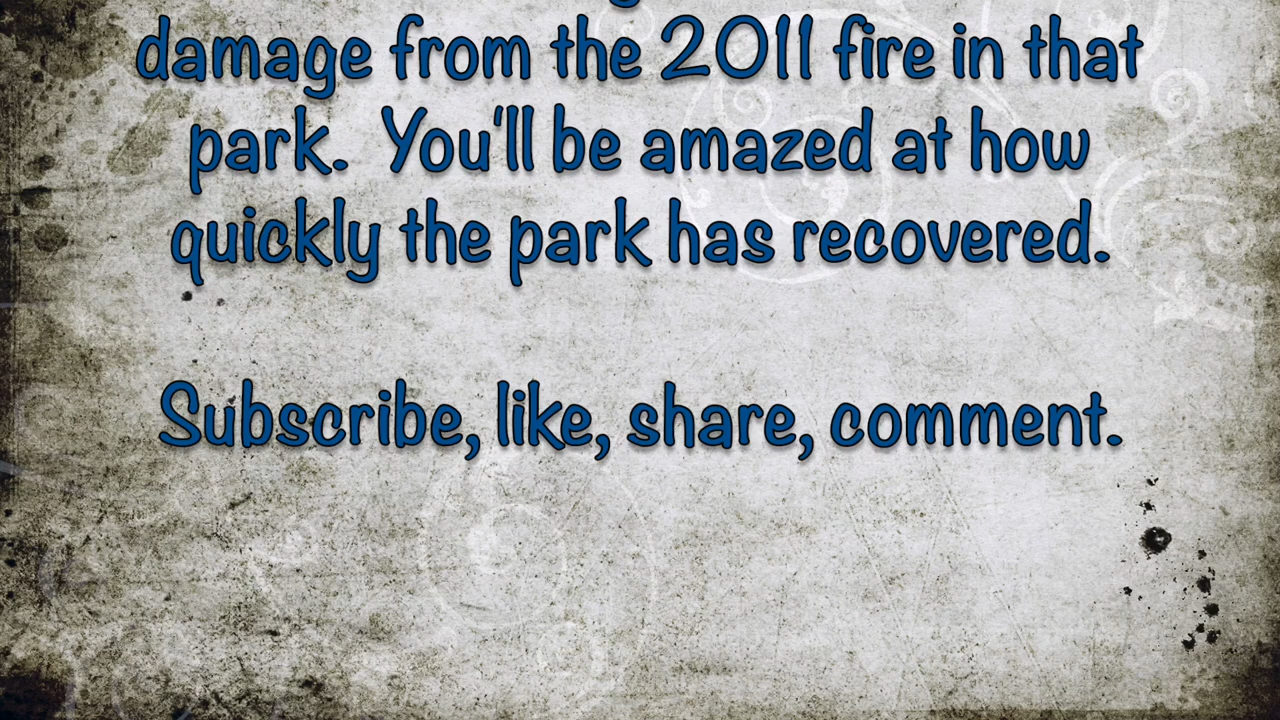 damage from the 2011 fire in that
park. You'll be amazed at how
quickly the park has recovered.
Subscribe, like, share, comment.